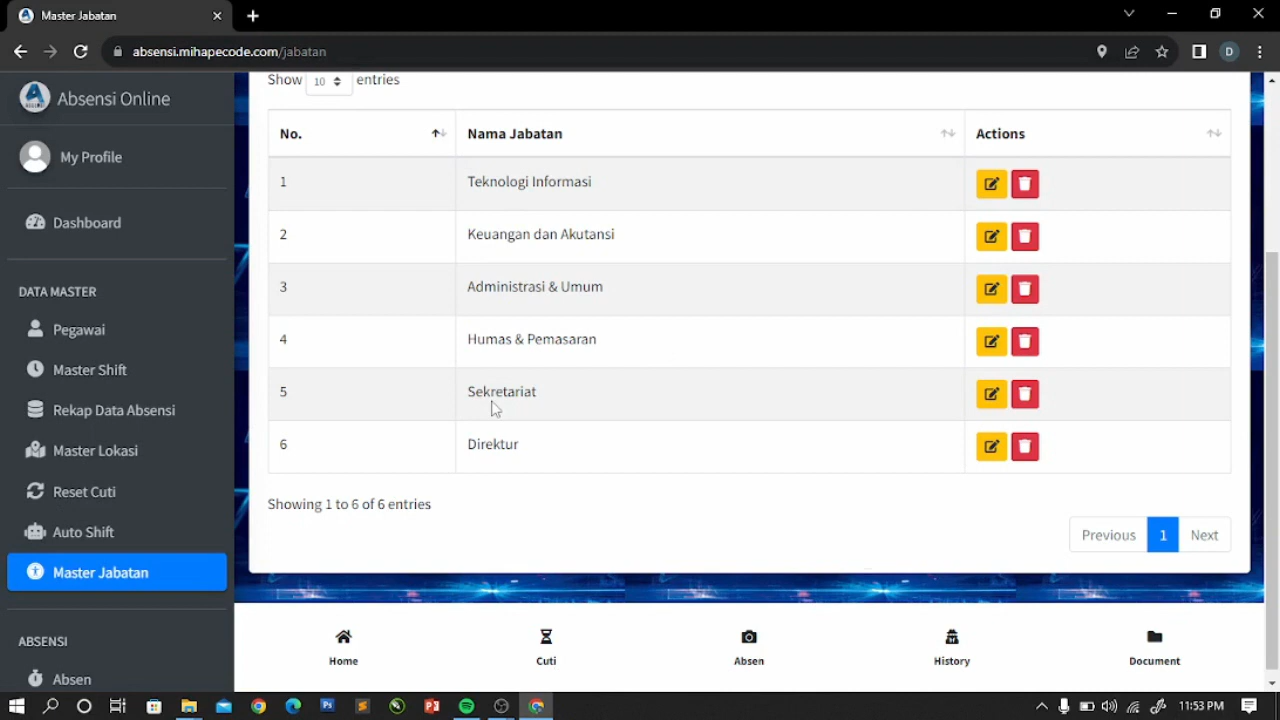 Master Jabatan
absensi.mihapecode.com/jabatan
D
Absensi Online
My Profile
Dashboard
DATA MASTER
Pegawai
Master Shift
Rekap Data Absensi
Master Lokasi
Reset Cuti
Auto Shift
Master Jabatan
ABSENSI
Absen
Show 10 entries
No. Nama Jabatan Actions
1 Teknologi Informasi
2 Keuangan dan Akutansi
3 Administrasi & Umum
4 Humas & Pemasaran
5 Sekretariat
6 Direktur
Showing 1 to 6 of 6 entries
Previous 1 Next
Home Cuti Absen History Document
11:53 PM